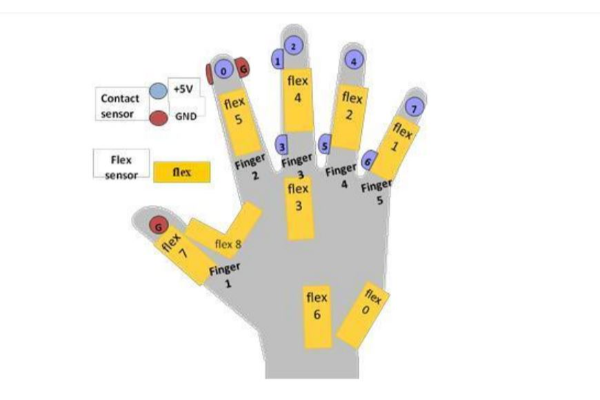 Contact
sensor
+5V
GND
Flex
sensor
flex
0
G
1
2
4
7
flex
5
flex
4
flex
2
flex
1
3
5
6
Finger
2
Finger
3
Finger
4
Finger
5
flex
3
G
flex
7
flex 8
Finger
1
flex
6
flex
0